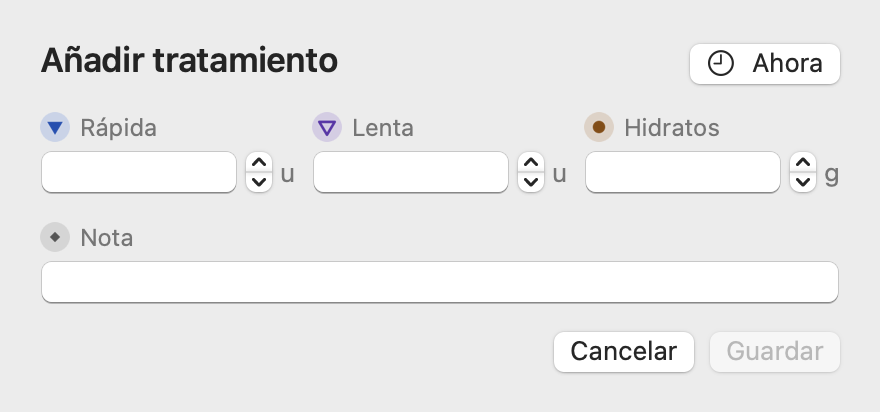 Añadir tratamiento Ahora
Rápida Lenta Hidratos
u u g
Nota
Cancelar Guardar